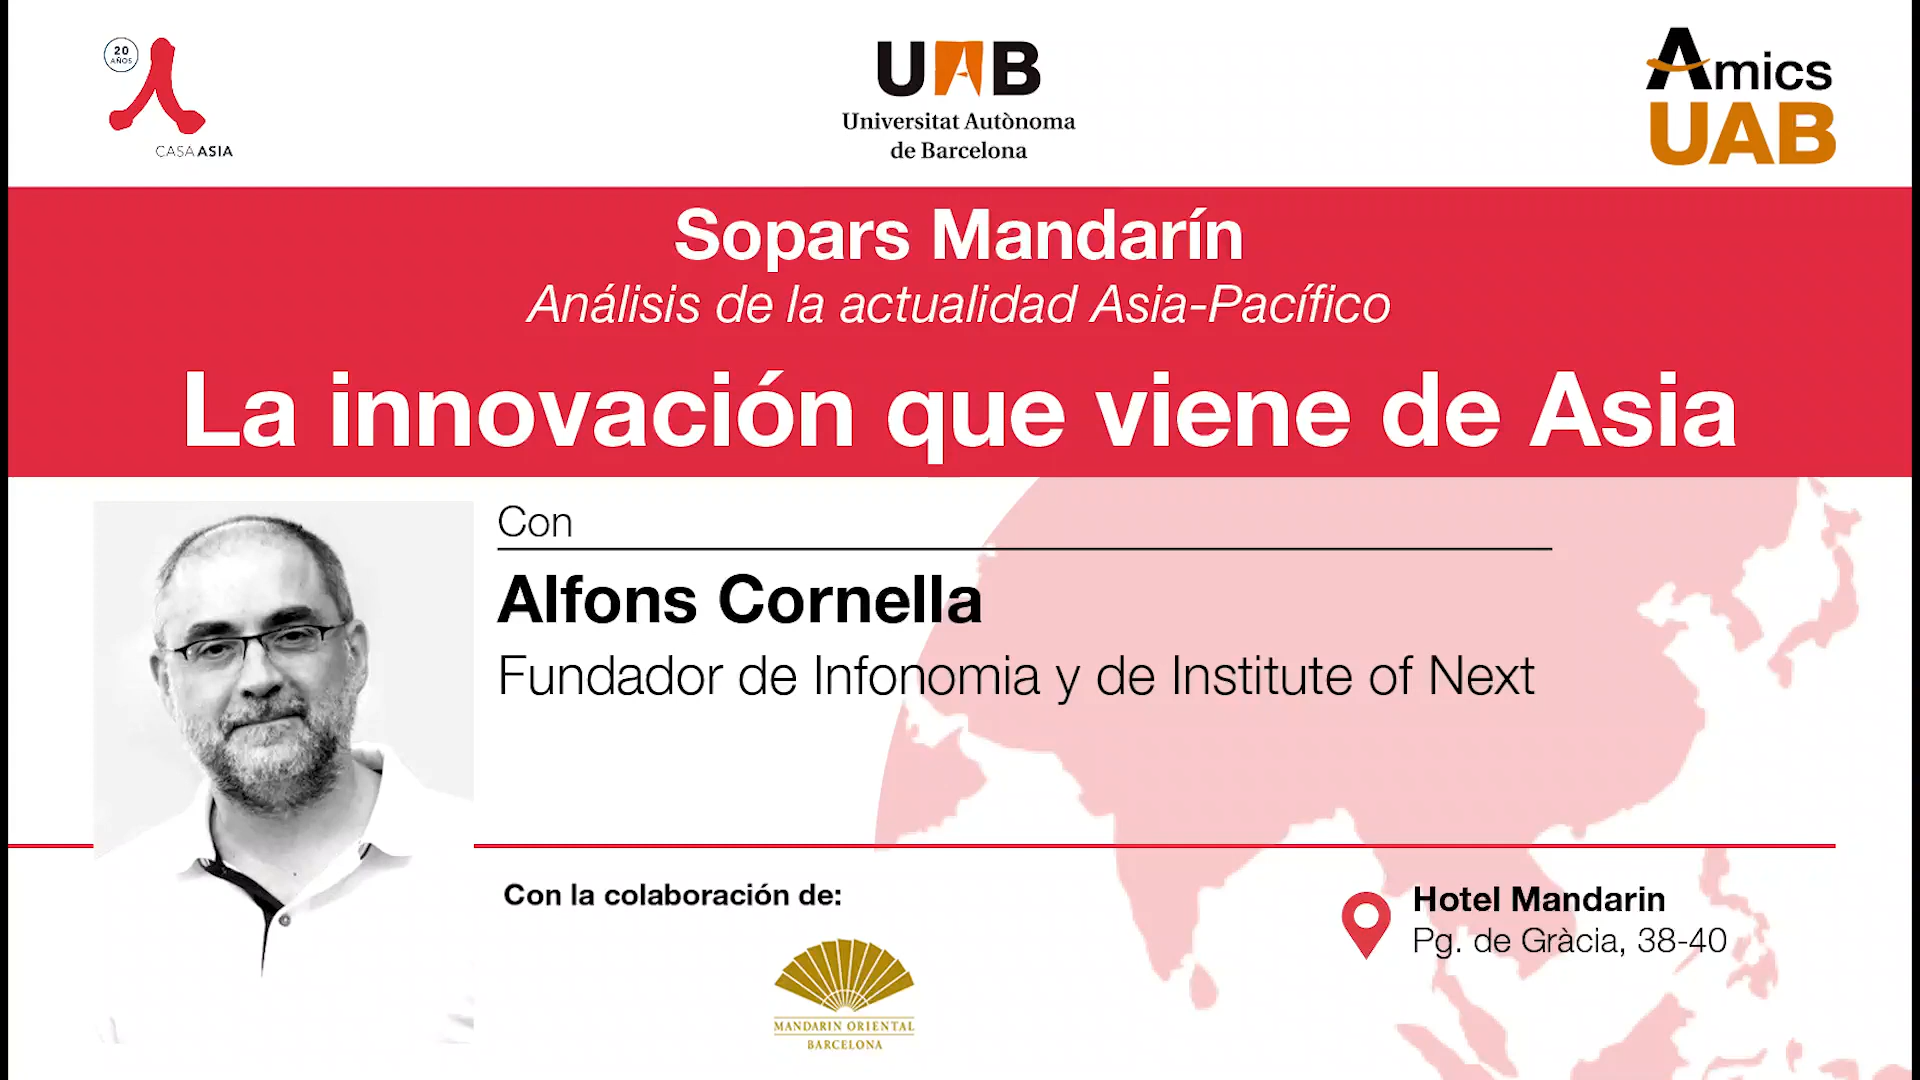 20
AÑOS
CASA ASIA
UAB
Universitat Autònoma
de Barcelona
Amics
UAB
Sopars Mandarín
Análisis de la actualidad Asia-Pacífico
La innovación que viene de Asia
Con
Alfons Cornella
Fundador de Infonomia y de Institute of Next
Con la colaboración de:
MANDARIN ORIENTAL
BARCELONA
Hotel Mandarin
Pg. de Gràcia, 38-40